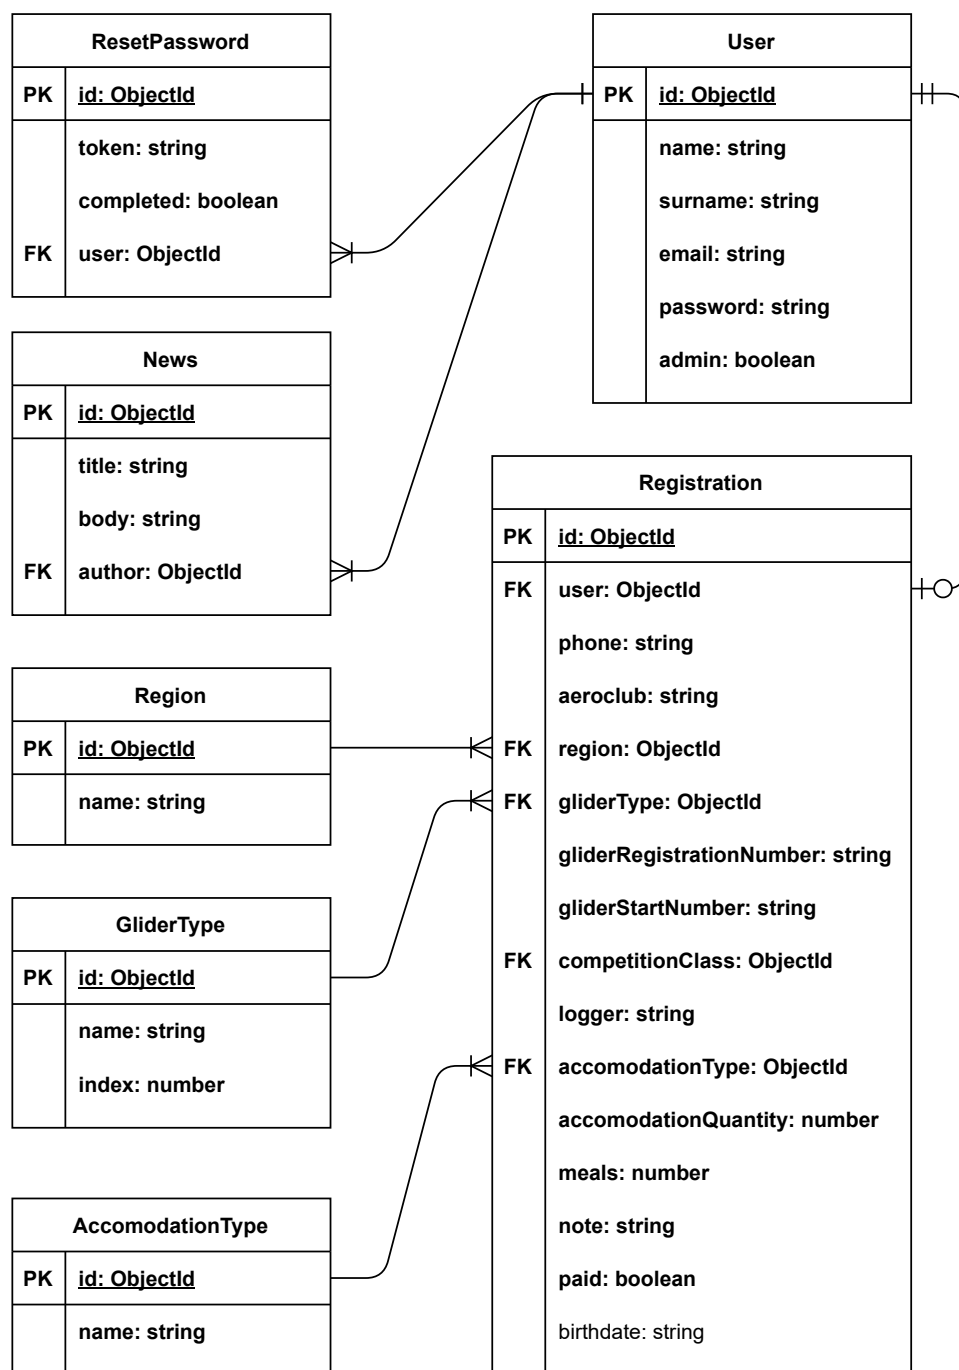 ResetPassword
PK id: ObjectId
token: string
completed: boolean
FK user: ObjectId
User
PK id: ObjectId
name: string
surname: string
email: string
password: string
admin: boolean
News
PK id: ObjectId
title: string
body: string
FK author: ObjectId
Registration
PK id: ObjectId
FK user: ObjectId
phone: string
aeroclub: string
FK region: ObjectId
FK gliderType: ObjectId
gliderRegistrationNumber: string
gliderStartNumber: string
FK competitionClass: ObjectId
logger: string
FK accomodationType: ObjectId
accomodationQuantity: number
meals: number
note: string
paid: boolean
birthdate: string
Region
PK id: ObjectId
name: string
GliderType
PK id: ObjectId
name: string
index: number
AccomodationType
PK id: ObjectId
name: string